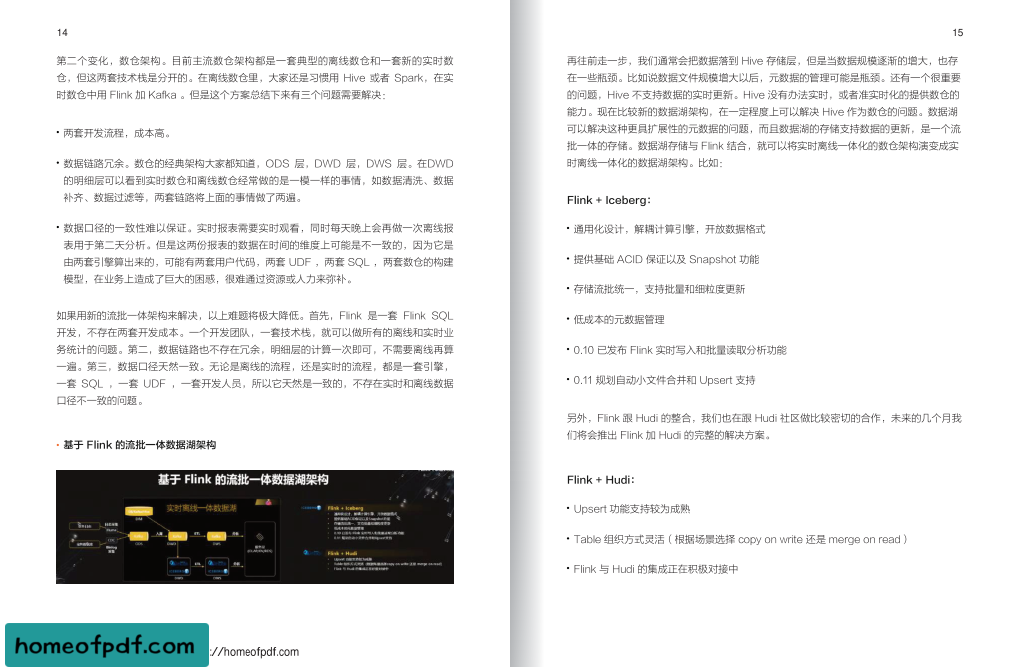 14
第二个变化，数仓架构。目前主流数仓架构都是一套典型的离线数仓和一套新的实时数
仓，但这两套技术栈是分开的。在离线数仓里，大家还是习惯用 Hive 或者 Spark，在实
时数仓中用 Flink 加 Kafka 。但是这个方案总结下来有三个问题需要解决：
• 两套开发流程，成本高。
• 数据链路冗余。数仓的经典架构大家都知道，ODS 层，DWD 层，DWS 层。在DWD
的明细层可以看到实时数仓和离线数仓经常做的是一模一样的事情，如数据清洗、数据
补齐、数据过滤等，两套链路将上面的事情做了两遍。
• 数据口径的一致性难以保证。实时报表需要实时观看，同时每天晚上会再做一次离线报
表用于第二天分析。但是这两份报表的数据在时间的维度上可能是不一致的，因为它是
由两套引擎算出来的，可能有两套用户代码，两套 UDF ，两套 SQL ，两套数仓的构建
模型，在业务上造成了巨大的困惑，很难通过资源或人力来弥补。
如果用新的流批一体架构来解决，以上难题将极大降低。首先，Flink 是一套 Flink SQL
开发，不存在两套开发成本。一个开发团队，一套技术栈，就可以做所有的离线和实时业
务统计的问题。第二，数据链路也不存在冗余，明细层的计算一次即可，不需要离线再算
一遍。第三，数据口径天然一致。无论是离线的流程，还是实时的流程，都是一套引擎，
一套 SQL ，一套 UDF ，一套开发人员，所以它天然是一致的，不存在实时和离线数据
口径不一致的问题。
• 基于 Flink 的流批一体数据湖架构
基于 Flink 的流批一体数据湖架构
实时离线一体数据湖
Flink + Iceberg
Flink + Hudi
homeofpdf.com
://homeofpdf.com
15
再往前走一步，我们通常会把数据落到 Hive 存储层，但是当数据规模逐渐的增大，也存
在一些瓶颈。比如说数据文件规模增大以后，元数据的管理可能是瓶颈。还有一个很重要
的问题，Hive 不支持数据的实时更新。Hive 没有办法实时，或者准实时化的提供数仓的
能力。现在比较新的数据湖架构，在一定程度上可以解决 Hive 作为数仓的问题。数据湖
可以解决这种更具扩展性的元数据的问题，而且数据湖的存储支持数据的更新，是一个流
批一体的存储。数据湖存储与 Flink 结合，就可以将实时离线一体化的数仓架构演变成实
时离线一体化的数据湖架构。比如：
Flink + Iceberg：
• 通用化设计，解耦计算引擎，开放数据格式
• 提供基础 ACID 保证以及 Snapshot 功能
• 存储流批统一，支持批量和细粒度更新
• 低成本的元数据管理
• 0.10 已发布 Flink 实时写入和批量读取分析功能
• 0.11 规划自动小文件合并和 Upsert 支持
另外，Flink 跟 Hudi 的整合，我们也在跟 Hudi 社区做比较密切的合作，未来的几个月我
们将会推出 Flink 加 Hudi 的完整的解决方案。
Flink + Hudi：
• Upsert 功能支持较为成熟
• Table 组织方式灵活（根据场景选择 copy on write 还是 merge on read ）
• Flink 与 Hudi 的集成正在积极对接中